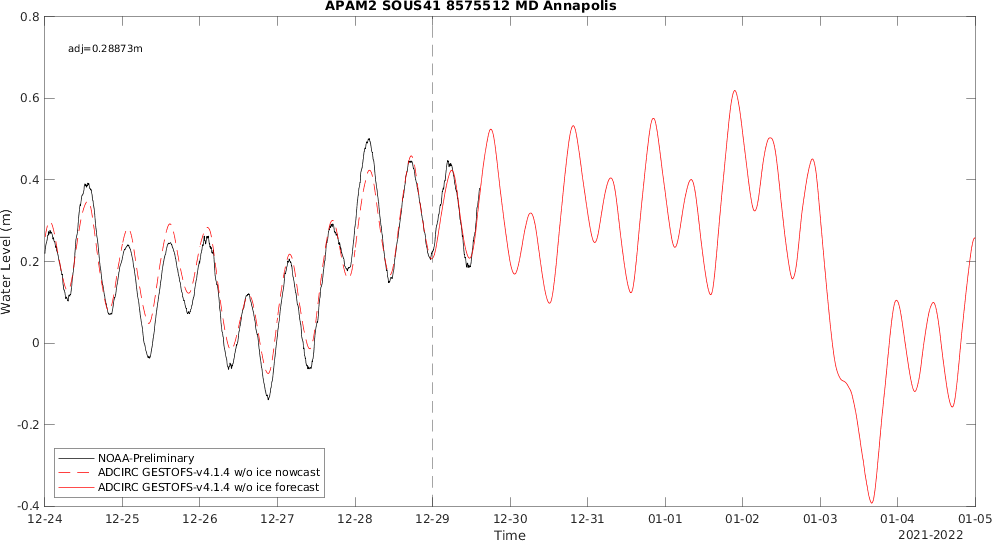 APAM2 SOUS41 8575512 MD Annapolis
0.8
adj=0.28873m
0.6
0.4
0.2
0
-0.2
-0.4
Water Level (m)
NOAA-Preliminary
ADCIRC GESTOFS-v4.1.4 w/o ice nowcast
ADCIRC GESTOFS-v4.1.4 w/o ice forecast
12-24 12-25 12-26 12-27 12-28 12-29 12-30 12-31 01-01 01-02 01-03 01-04 01-05
Time
2021-2022